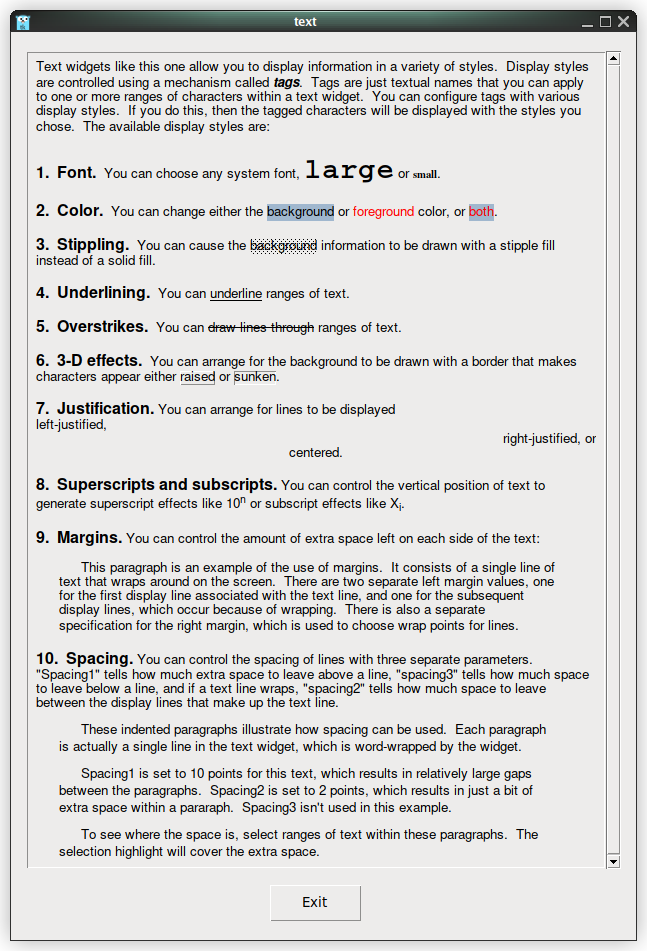 text
Text widgets like this one allow you to display information in a variety of styles.  Display styles
are controlled using a mechanism called tags.  Tags are just textual names that you can apply
to one or more ranges of characters within a text widget.  You can configure tags with various
display styles.  If you do this, then the tagged characters will be displayed with the styles you
chose.  The available display styles are:
1.  Font.  You can choose any system font, large or small.
2.  Color.  You can change either the background or foreground color, or both.
3.  Stippling.  You can cause the background information to be drawn with a stipple fill
instead of a solid fill.
4.  Underlining.  You can underline ranges of text.
5.  Overstrikes.  You can draw lines through ranges of text.
6.  3-D effects.  You can arrange for the background to be drawn with a border that makes
characters appear either raised or sunken.
7.  Justification. You can arrange for lines to be displayed
left-justified,
right-justified, or
centered.
8.  Superscripts and subscripts. You can control the vertical position of text to
generate superscript effects like 10ⁿ or subscript effects like Xᵢ.
9.  Margins. You can control the amount of extra space left on each side of the text:
This paragraph is an example of the use of margins.  It consists of a single line of
text that wraps around on the screen.  There are two separate left margin values, one
for the first display line associated with the text line, and one for the subsequent
display lines, which occur because of wrapping.  There is also a separate
specification for the right margin, which is used to choose wrap points for lines.
10.  Spacing. You can control the spacing of lines with three separate parameters.
"Spacing1" tells how much extra space to leave above a line, "spacing3" tells how much space
to leave below a line, and if a text line wraps, "spacing2" tells how much space to leave
between the display lines that make up the text line.
These indented paragraphs illustrate how spacing can be used.  Each paragraph
is actually a single line in the text widget, which is word-wrapped by the widget.
Spacing1 is set to 10 points for this text, which results in relatively large gaps
between the paragraphs.  Spacing2 is set to 2 points, which results in just a bit of
extra space within a pararaph.  Spacing3 isn't used in this example.
To see where the space is, select ranges of text within these paragraphs.  The
selection highlight will cover the extra space.
Exit